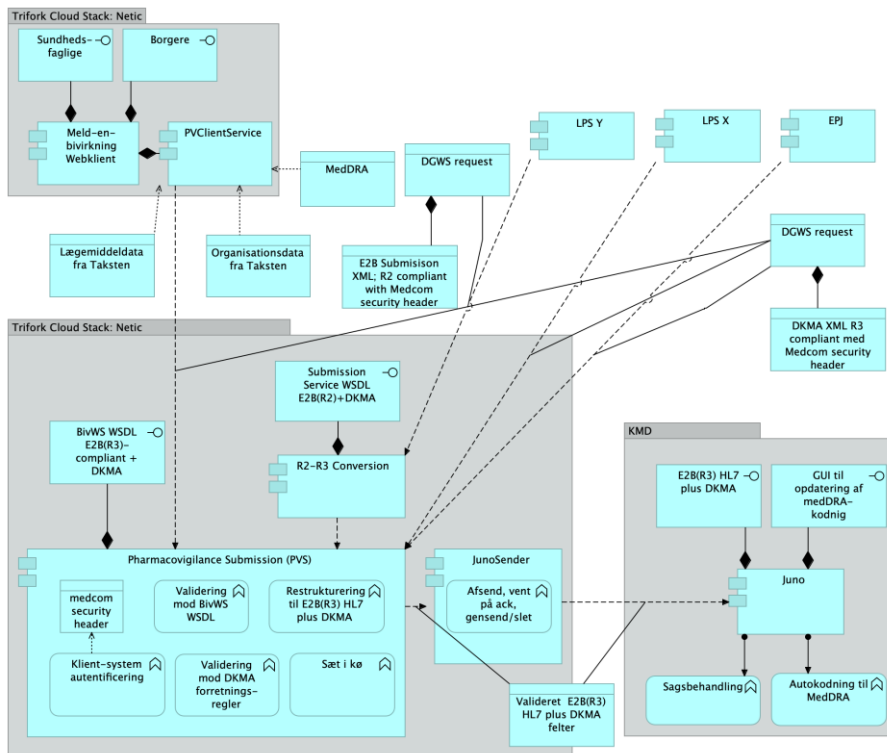 Trifork Cloud Stack: Netic
Sundheds-
faglige
Borgere
Meld-en-
bivirkning
Webklient
PVClientService
MedDRA
DGWS request
LPS Y
LPS X
EPJ
Lægemiddeldata
fra Taksten
Organisationsdata
fra Taksten
E2B Submisison
XML; R2 compliant
with Medcom
security header
DGWS request
DKMA XML R3
compliant med
Medcom security
header
Trifork Cloud Stack: Netic
Submission
Service WSDL
E2B(R2)+DKMA
BivWS WSDL
E2B(R3)-
compliant +
DKMA
R2-R3 Conversion
Pharmacovigilance Submission (PVS)
medcom
security
header
Validering
mod BivWS
WSDL
Restrukturering
til E2B(R3) HL7
plus DKMA
Klient-system
autentificering
Validering
mod DKMA
forretnings-
regler
Sæt i kø
JunoSender
Afsend, vent
på ack,
gensend/slet
Valideret E2B(R3)
HL7 plus DKMA
felter
KMD
E2B(R3) HL7
plus DKMA
GUI til
opdatering af
medDRA-
kodnig
Juno
Sagsbehandling
Autokodning til
MedDRA